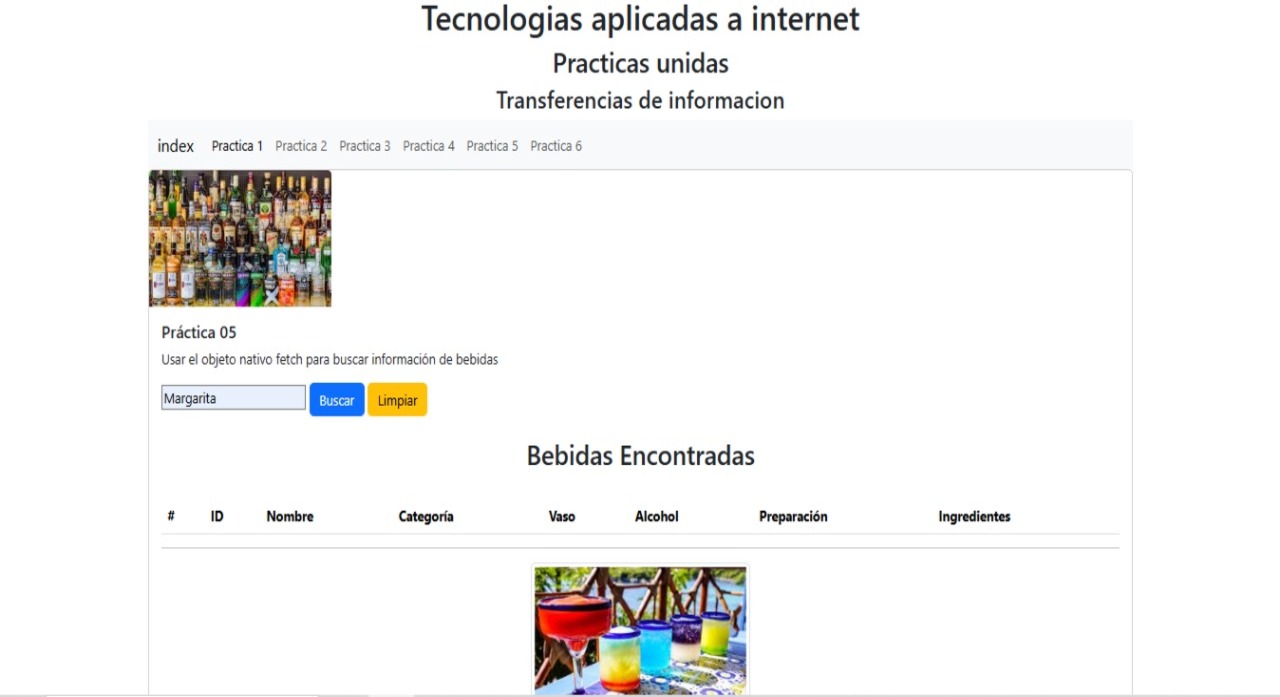 Tecnologias aplicadas a internet
Practicas unidas
Transferencias de informacion
index Practica 1 Practica 2 Practica 3 Practica 4 Practica 5 Practica 6
Práctica 05
Usar el objeto nativo fetch para buscar información de bebidas
Margarita Buscar Limpiar
Bebidas Encontradas
# ID Nombre Categoría Vaso Alcohol Preparación Ingredientes